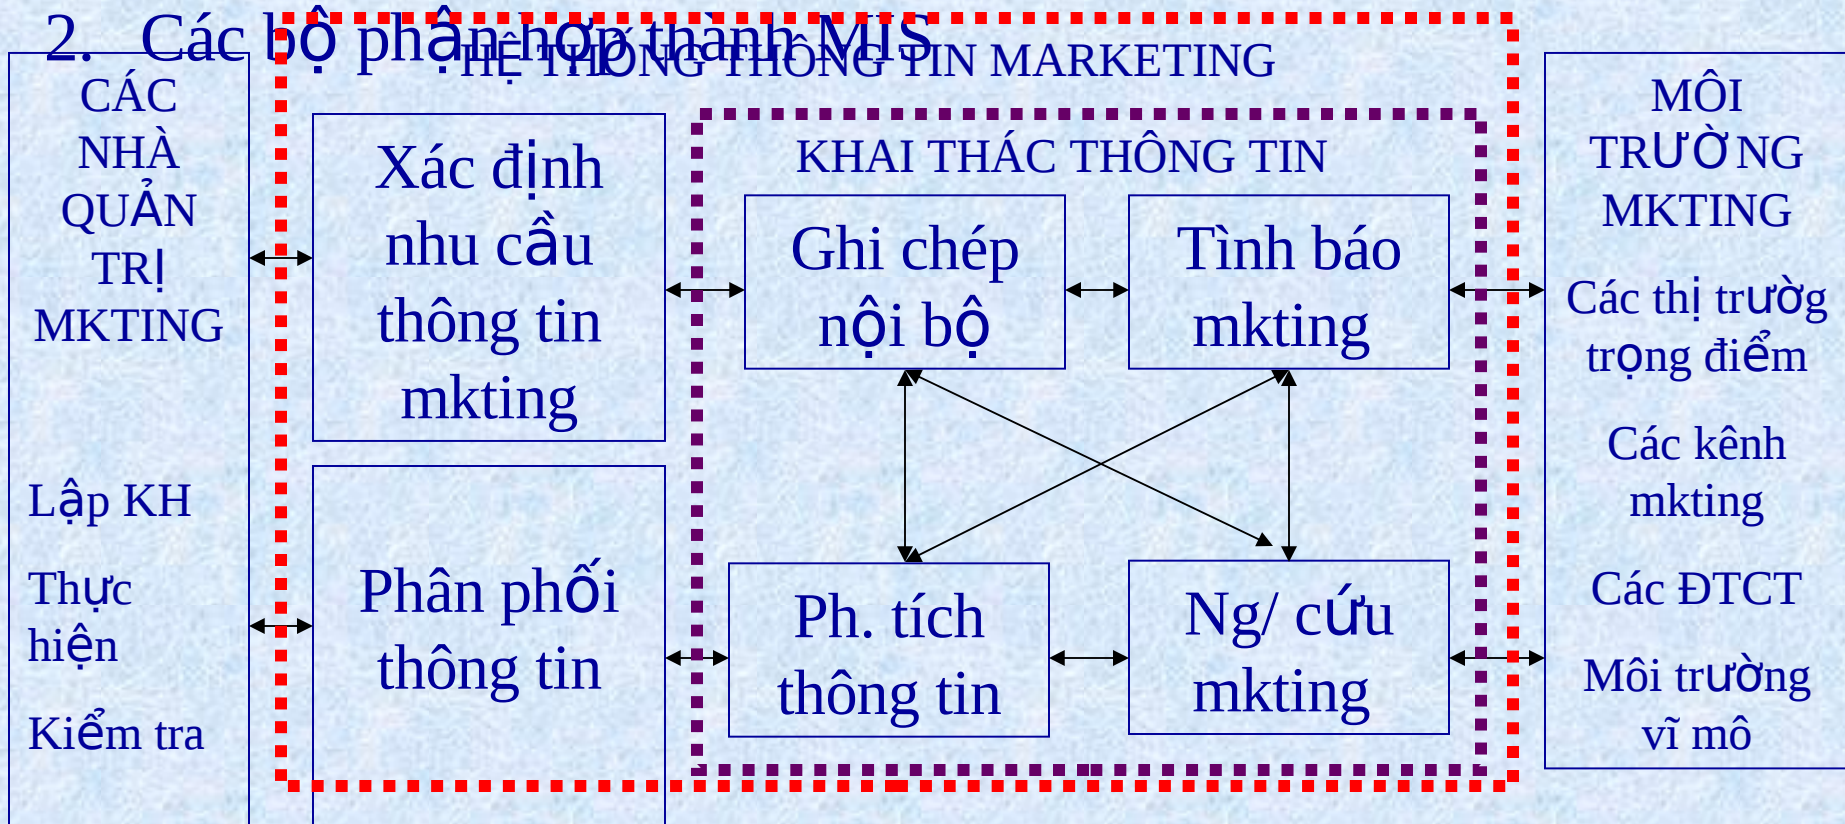 2. Các bộ phận hợp thành MIS
HỆ THỐNG THÔNG TIN MARKETING
CÁC
NHÀ
QUẢN
TRỊ
MKTING
Lập KH
Thực
hiện
Kiểm tra
Xác định
nhu cầu
thông tin
mkting
Phân phối
thông tin
KHAI THÁC THÔNG TIN
Ghi chép
nội bộ
Tình báo
mkting
Ph. tích
thông tin
Ng/ cứu
mkting
MÔI
TRƯỜNG
MKTING
Các thị trườg
trọng điểm
Các kênh
mkting
Các ĐTCT
Môi trường
vĩ mô